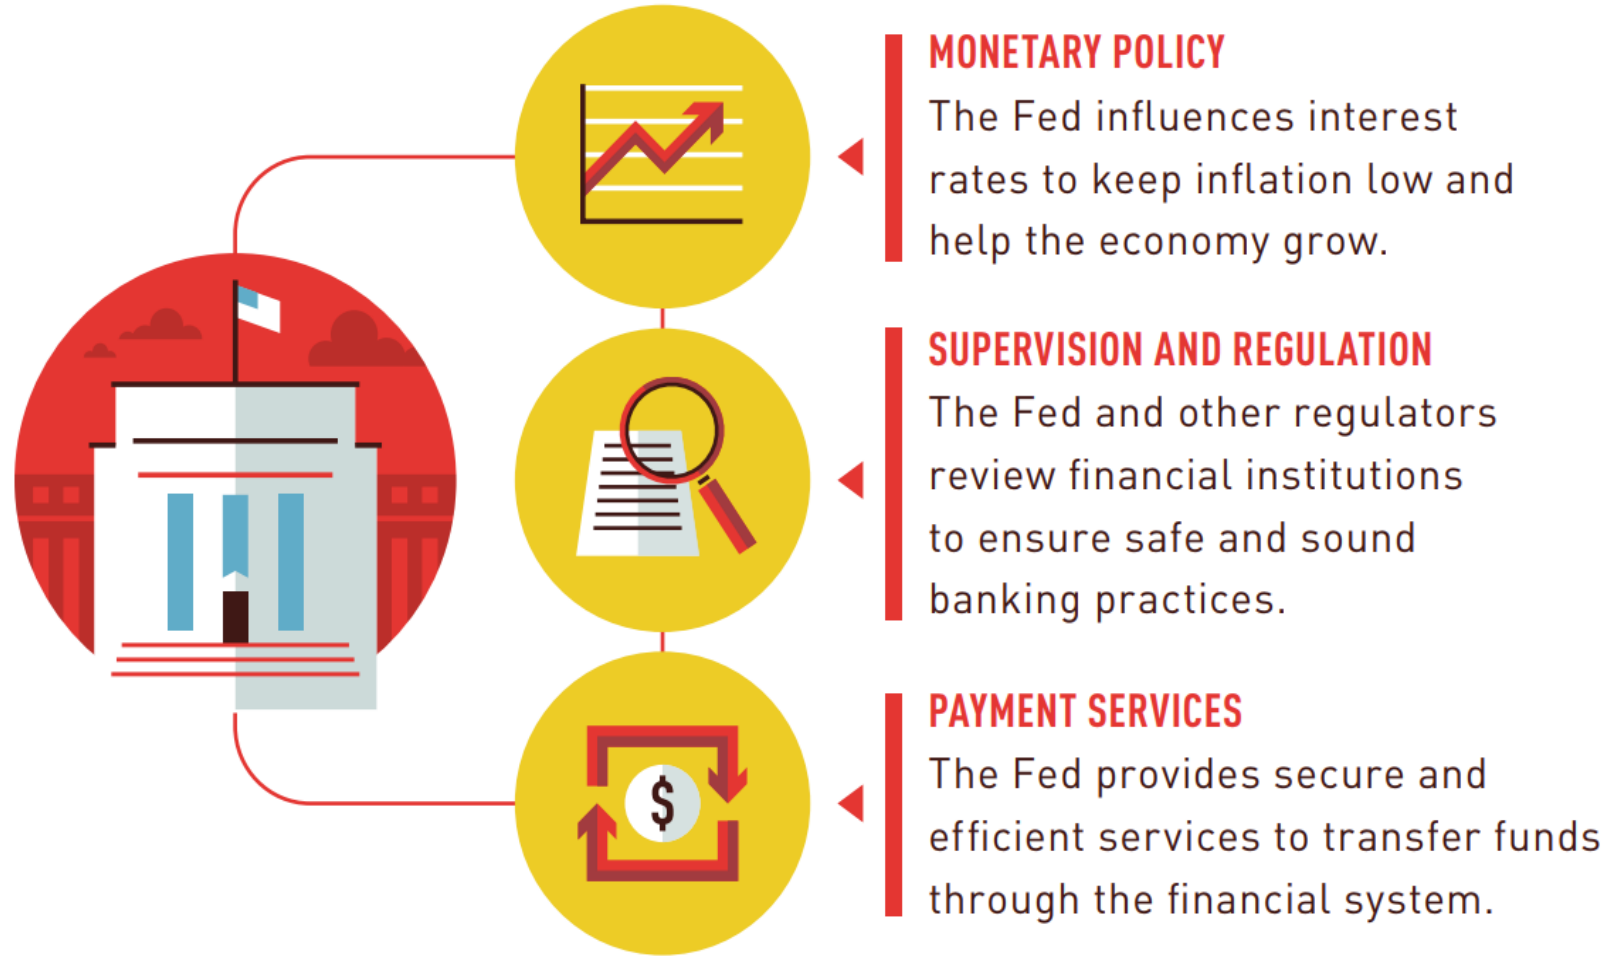 MONETARY POLICY
The Fed influences interest
rates to keep inflation low and
help the economy grow.
SUPERVISION AND REGULATION
The Fed and other regulators
review financial institutions
to ensure safe and sound
banking practices.
$
PAYMENT SERVICES
The Fed provides secure and
efficient services to transfer funds
through the financial system.